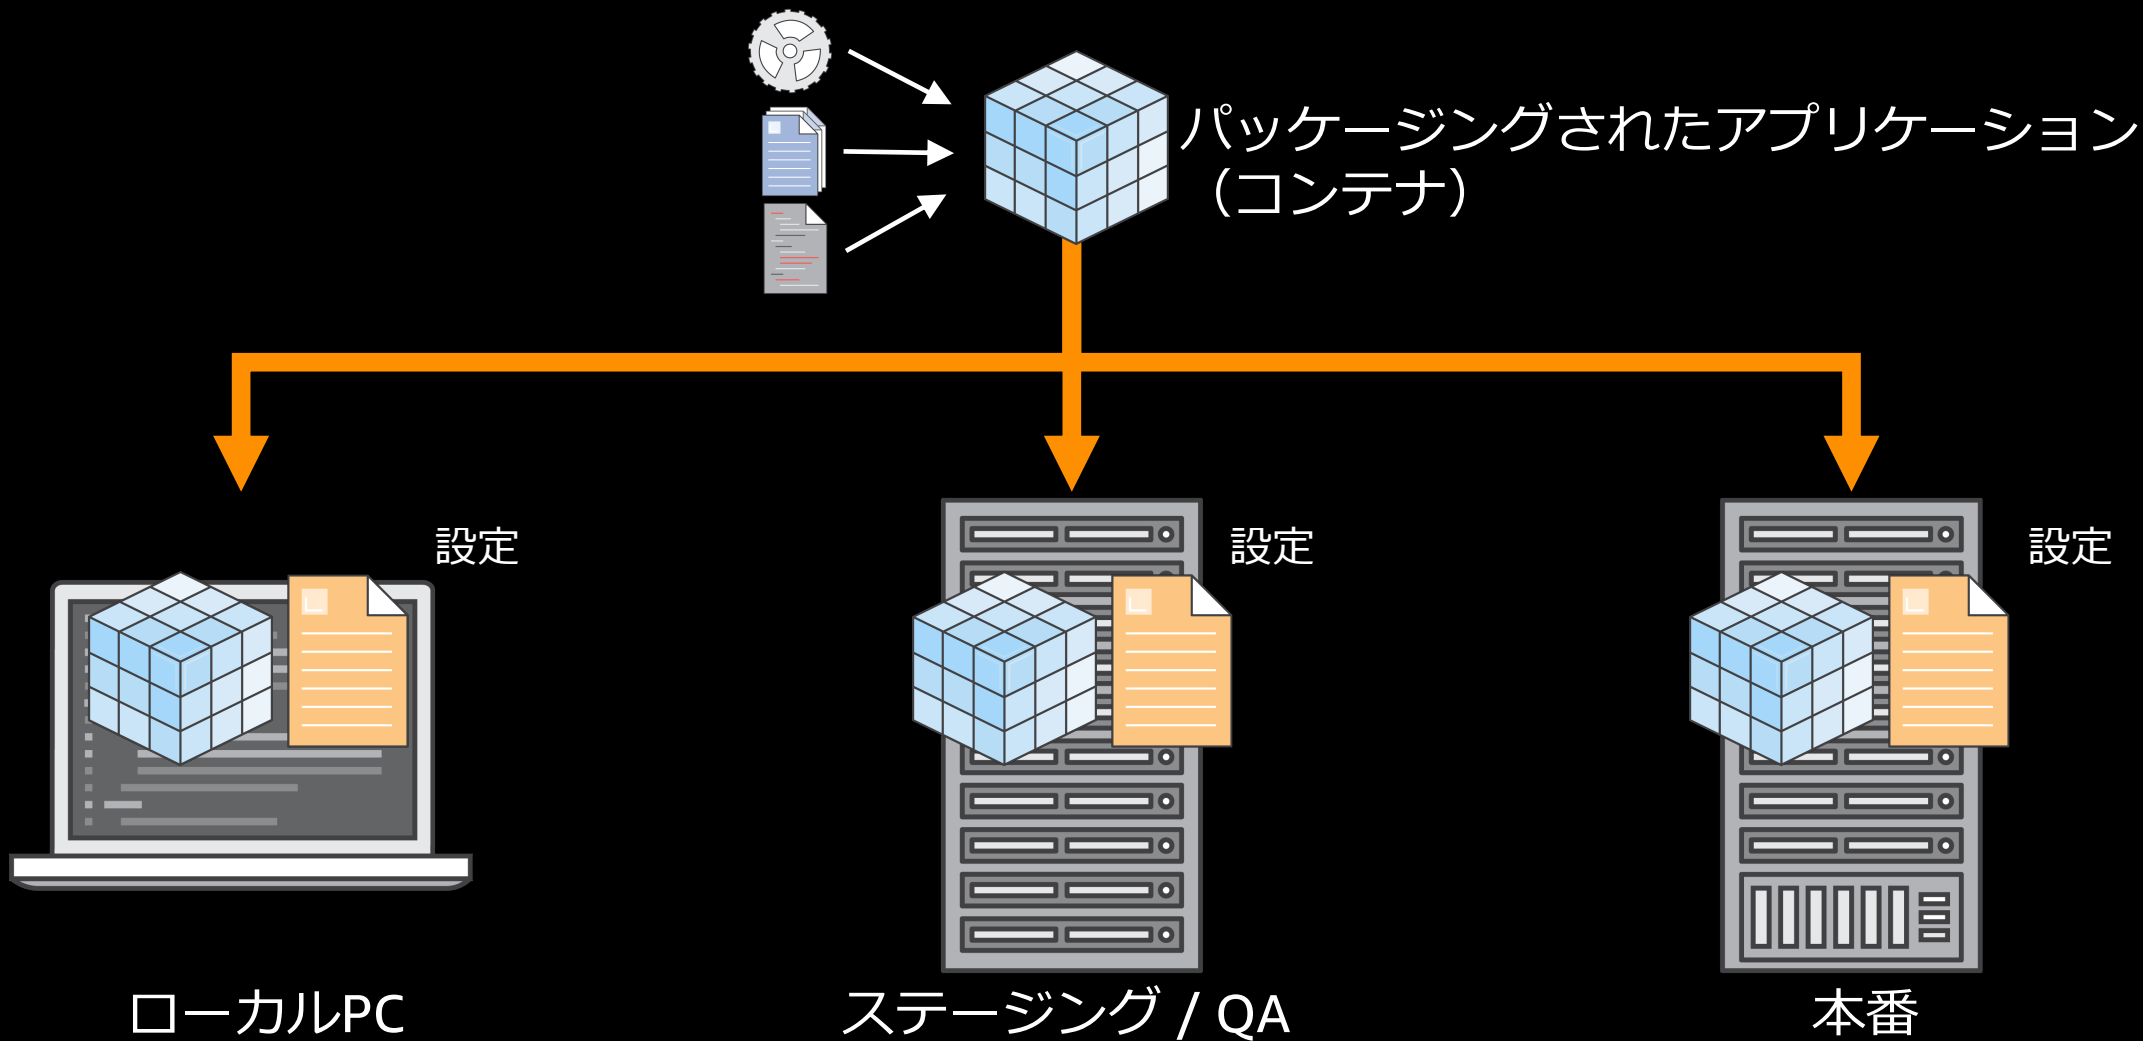 パッケージングされたアプリケーション
（コンテナ）
設定
設定
設定
ローカルPC
ステージング / QA
本番